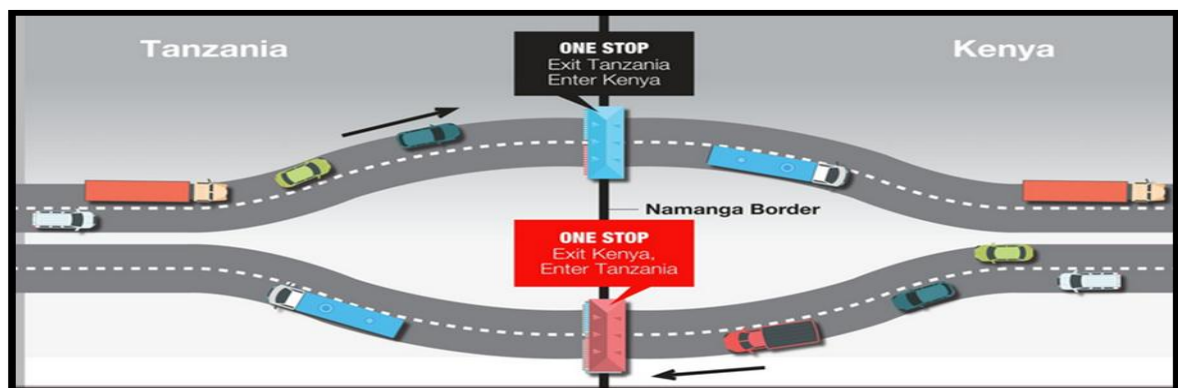 Tanzania
Kenya
ONE STOP
Exit Tanzania
Enter Kenya
Namanga Border
ONE STOP
Exit Kenya,
Enter Tanzania